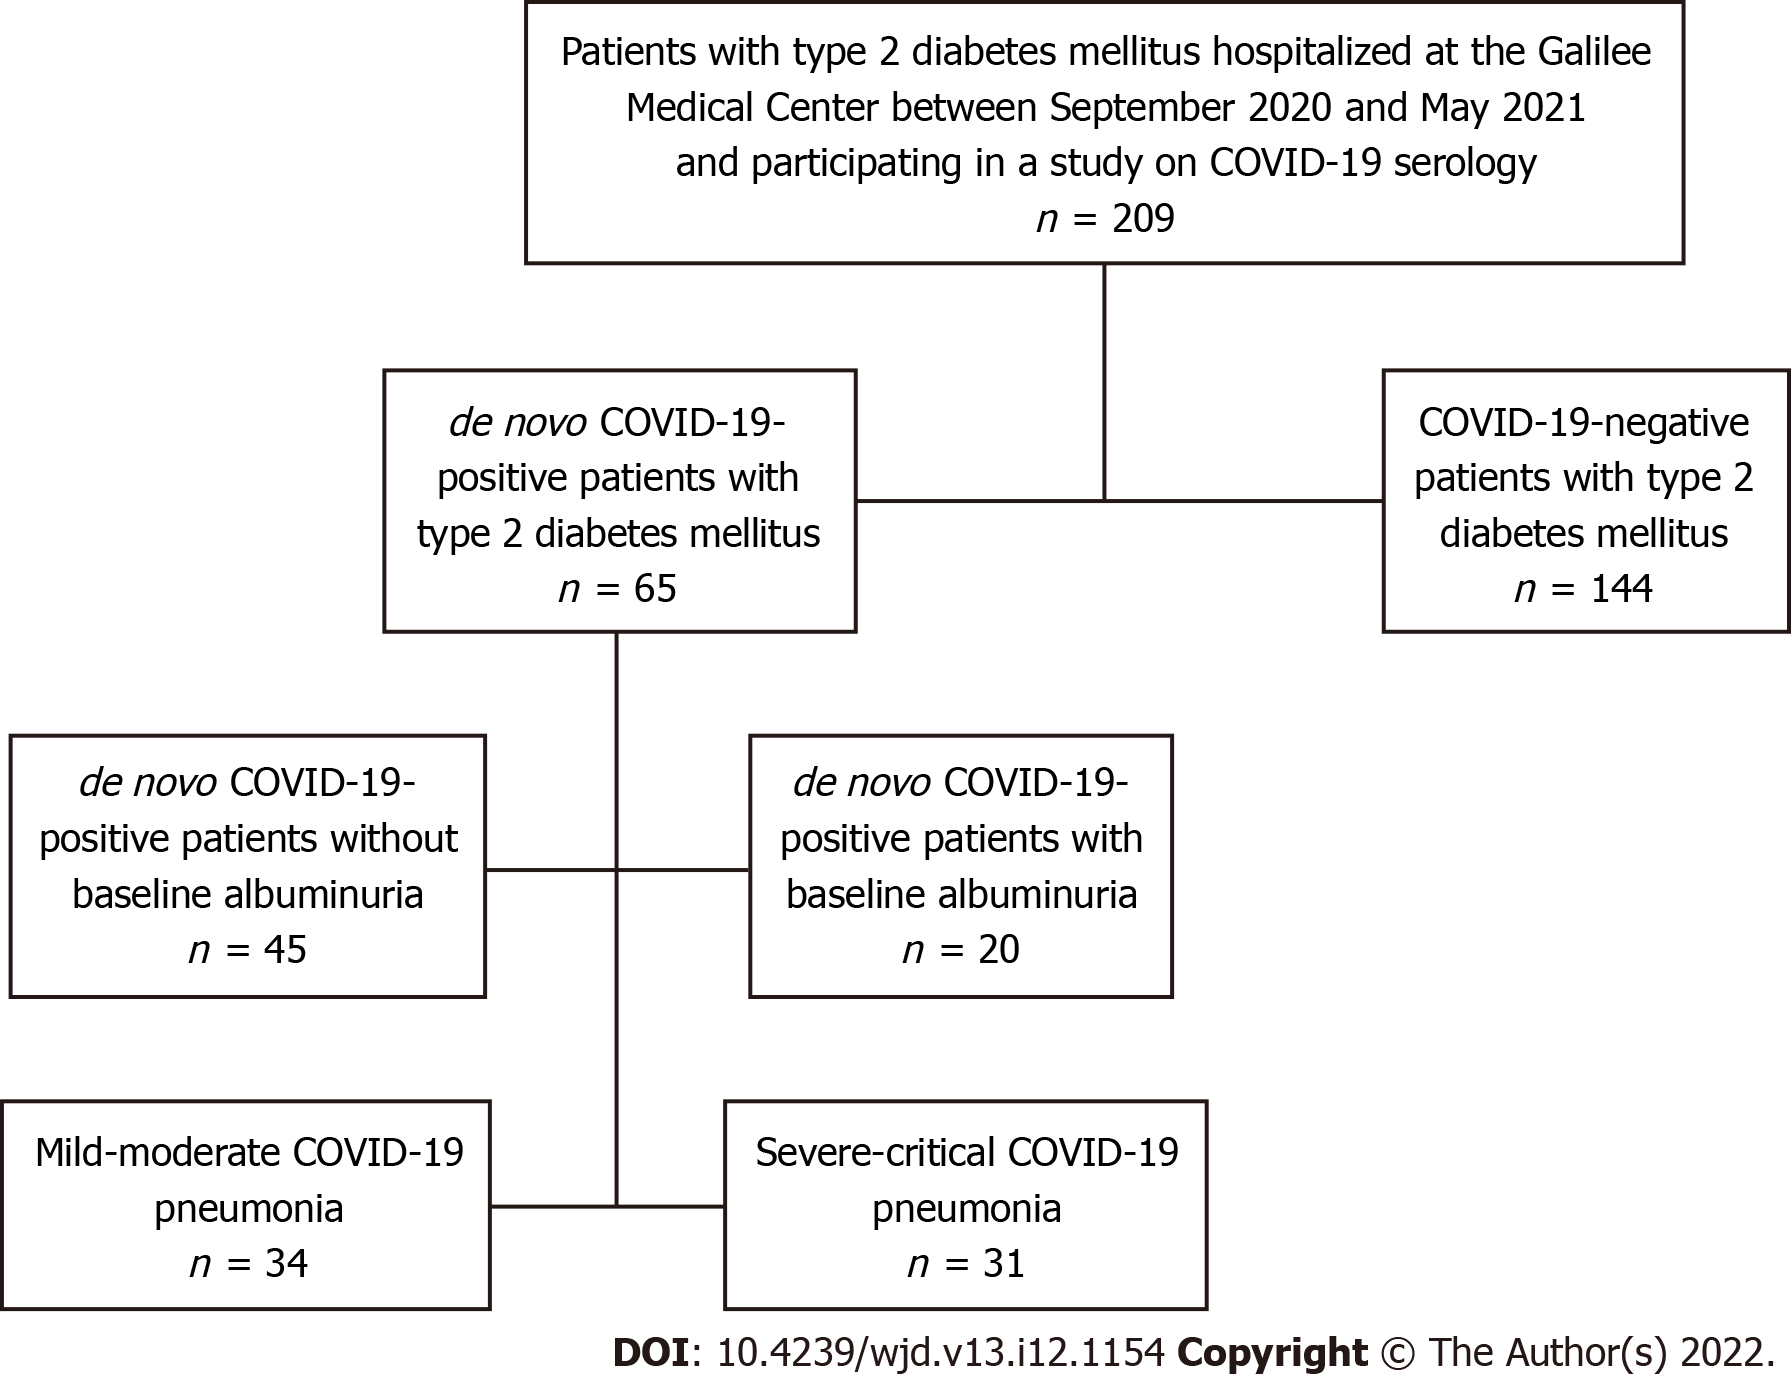 Patients with type 2 diabetes mellitus hospitalized at the Galilee
Medical Center between September 2020 and May 2021
and participating in a study on COVID-19 serology
n = 209
de novo COVID-19-
positive patients with
type 2 diabetes mellitus
n = 65
COVID-19-negative
patients with type 2
diabetes mellitus
n = 144
de novo COVID-19-
positive patients without
baseline albuminuria
n = 45
de novo COVID-19-
positive patients with
baseline albuminuria
n = 20
Mild-moderate COVID-19
pneumonia
n = 34
Severe-critical COVID-19
pneumonia
n = 31
DOI: 10.4239/wjd.v13.i12.1154 Copyright © The Author(s) 2022.